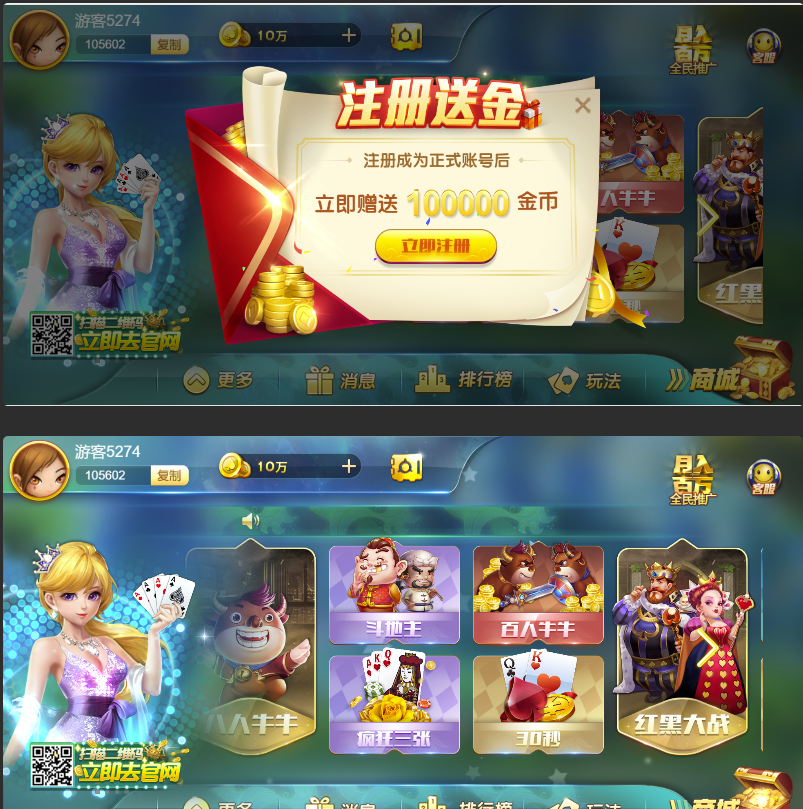 游客5274
105602
复制
10万
月入
百万
全民推广
客服
注册送金
注册成为正式账号后
立即赠送 100000 金币
立即注册
人牛牛
K
秒
红黑
扫描二维码
立即去官网
更多
消息
排行榜
玩法
商城
游客5274
105602
复制
10万
月入
百万
全民推广
客服
八人牛牛
斗地主
百人牛牛
红黑大战
A K Q
Q K
疯狂三张
30秒
扫描二维码
立即去官网
更多
消息
排行榜
玩法
商城